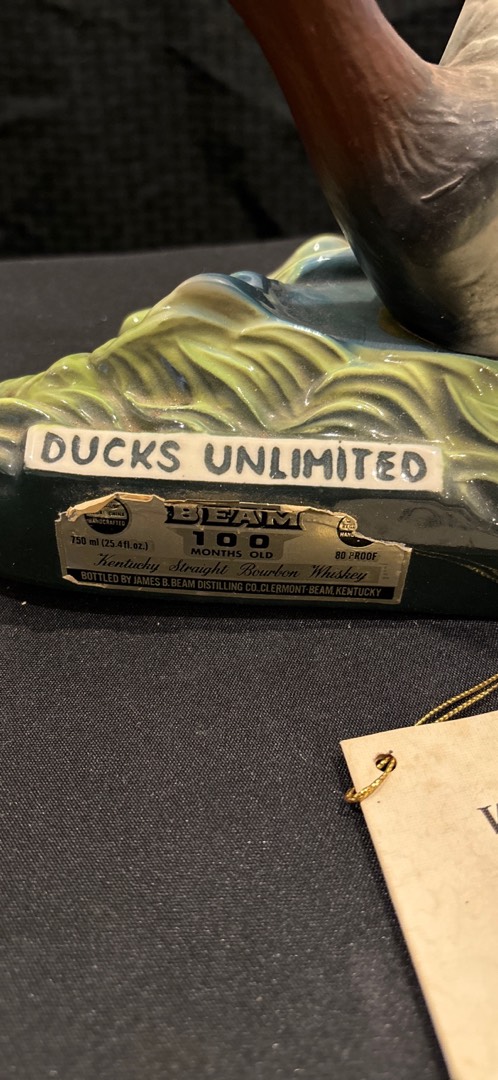 DUCKS UNLIMITED
HANDCRAFTED
BEAM
750 ml (25.4 fl. oz.)
100
MONTHS OLD
80 PROOF
Kentucky Straight Bourbon Whiskey
BOTTLED BY JAMES B. BEAM DISTILLING CO., CLERMONT-BEAM, KENTUCKY